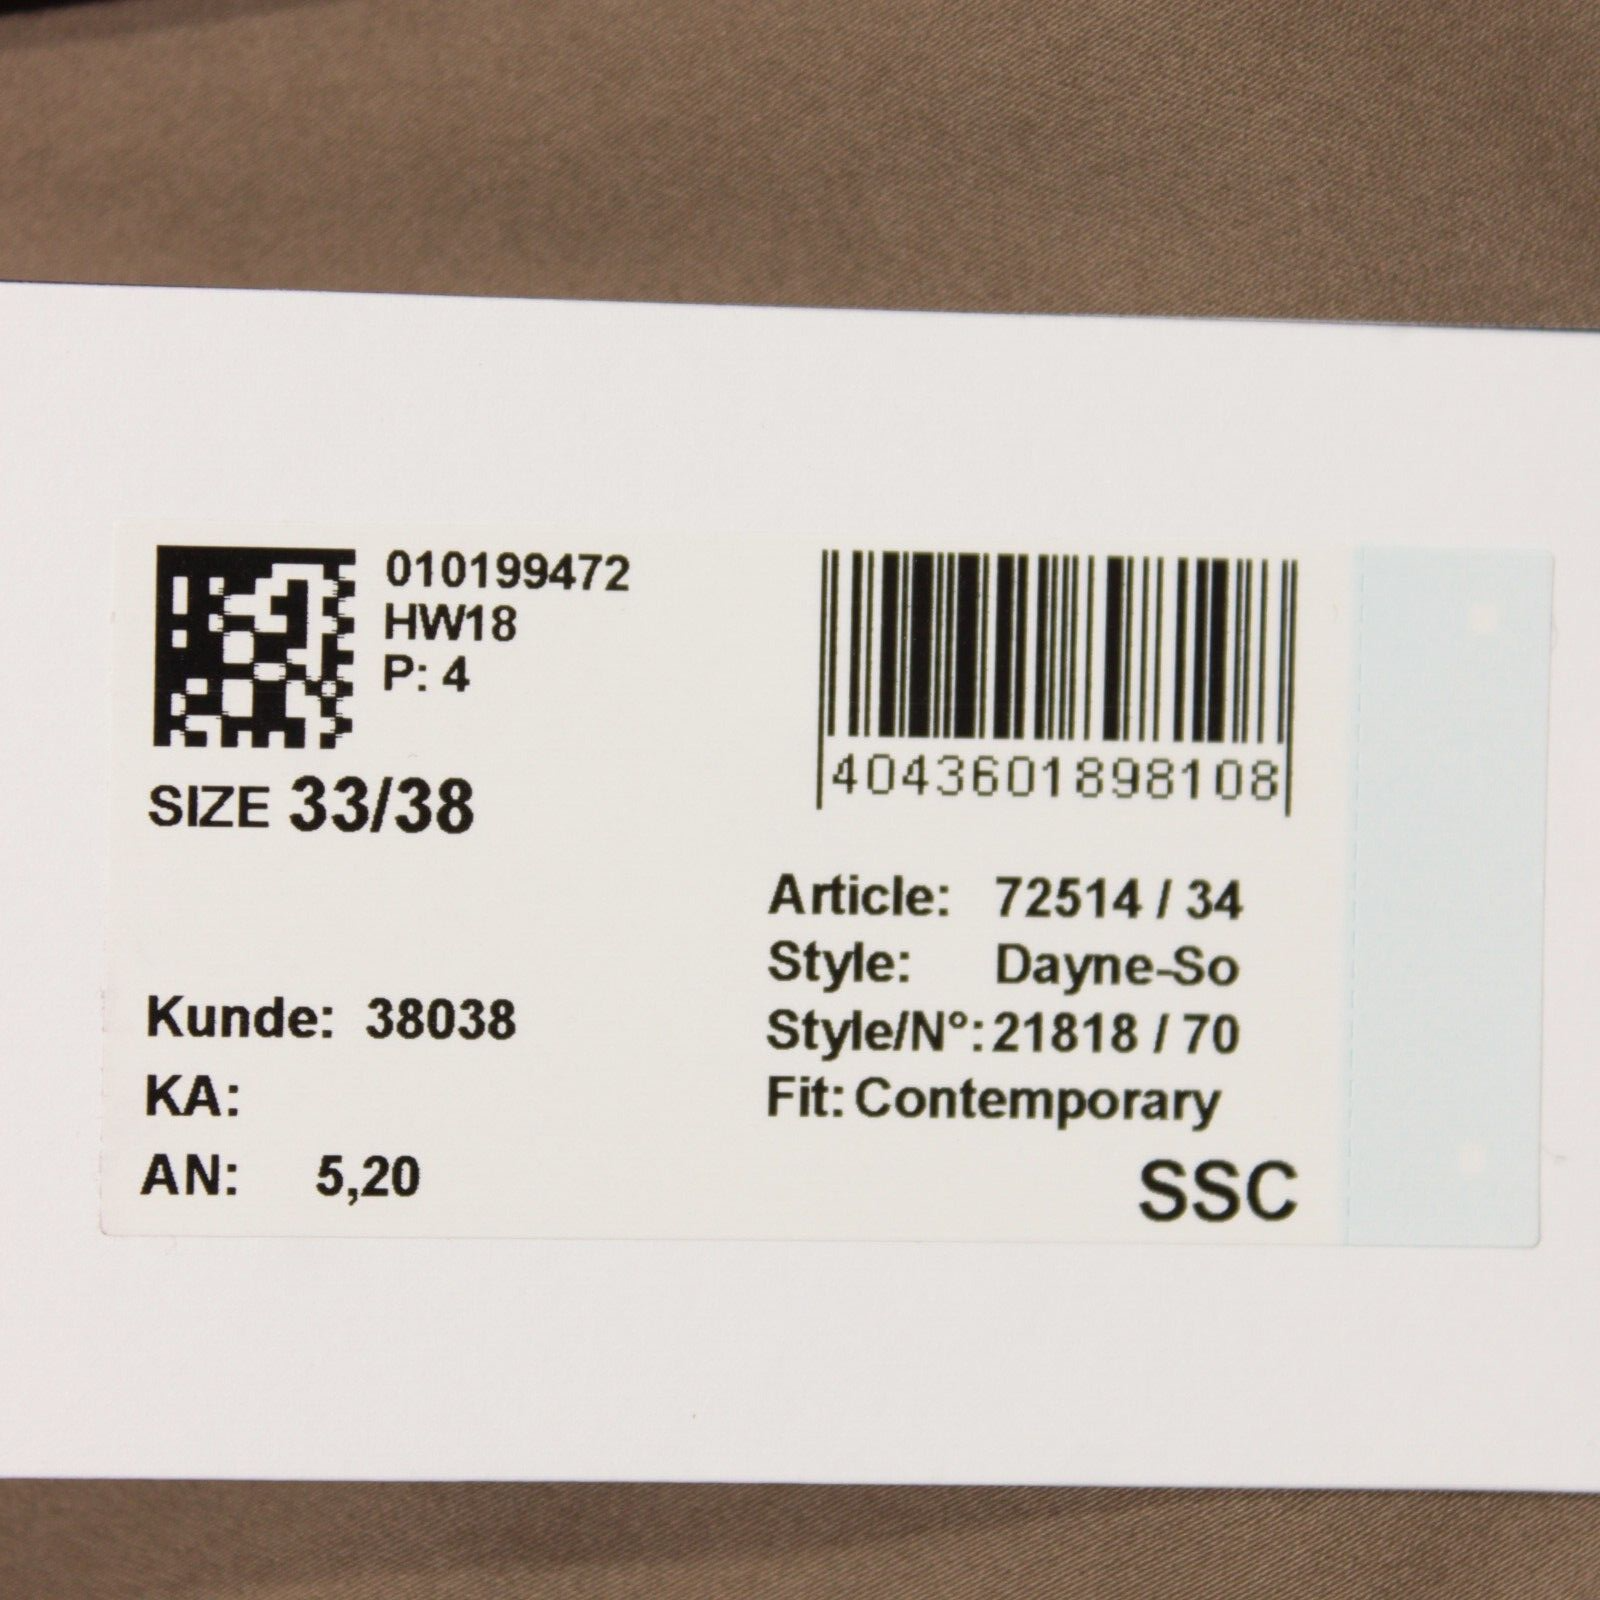 010199472
HW18
P: 4
SIZE 33/38
4043601898108
Article: 72514 / 34
Style: Dayne-So
Style/N°: 21818 / 70
Fit: Contemporary
SSC
Kunde: 38038
KA:
AN: 5,20